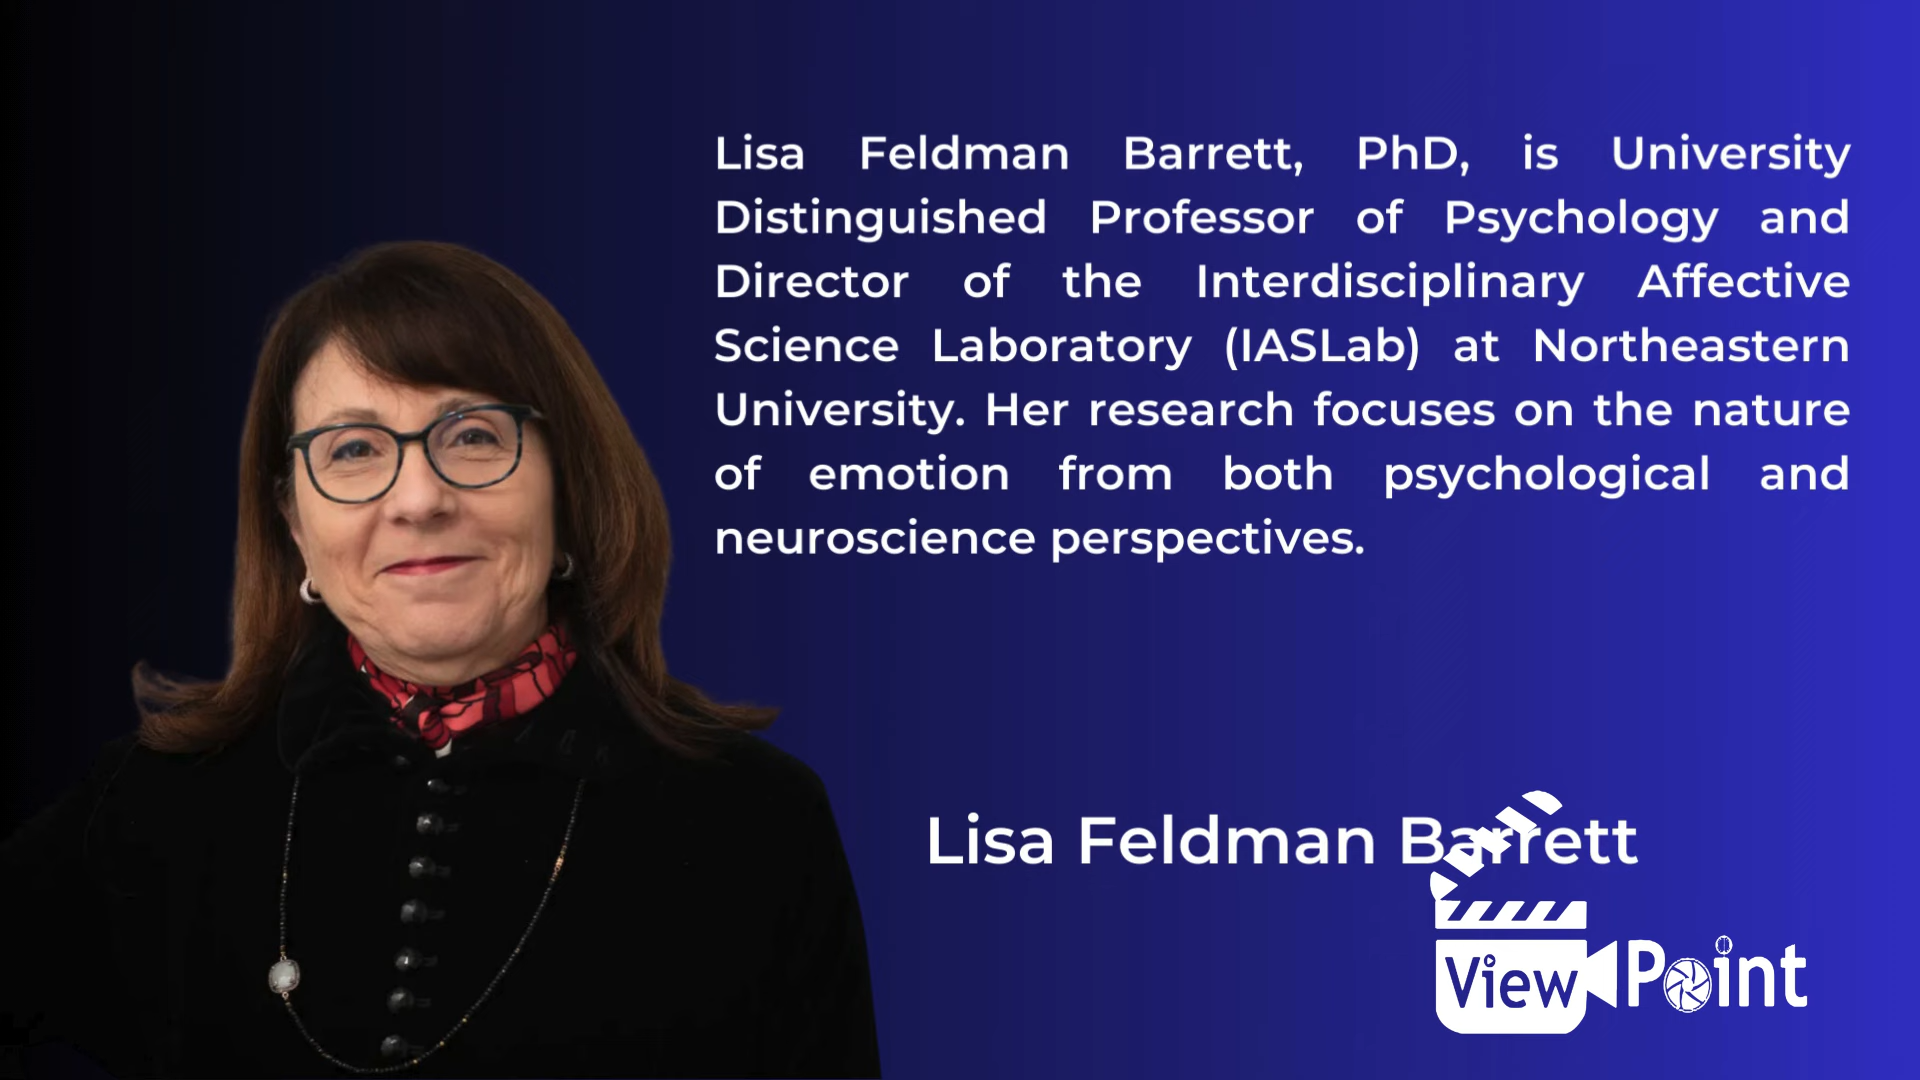 Lisa Feldman Barrett, PhD, is University
Distinguished Professor of Psychology and
Director of the Interdisciplinary Affective
Science Laboratory (IASLab) at Northeastern
University. Her research focuses on the nature
of emotion from both psychological and
neuroscience perspectives.
Lisa Feldman Barrett
View Point